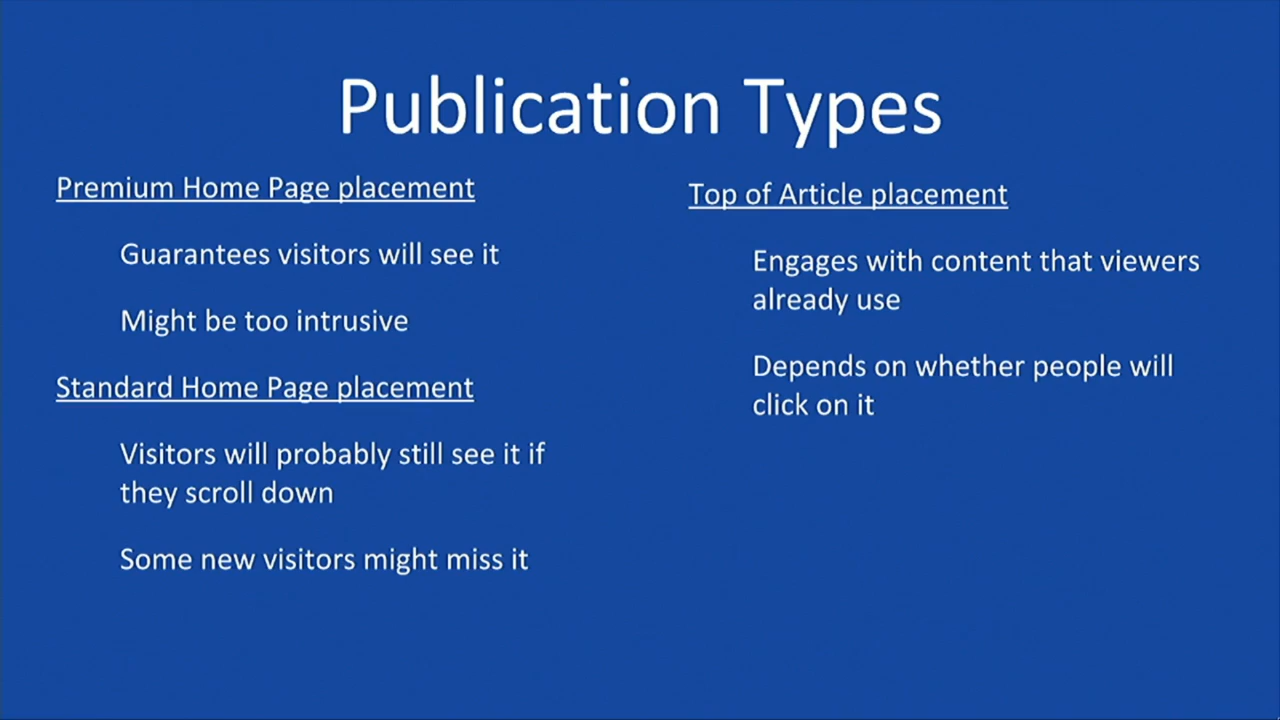 Publication Types
Premium Home Page placement
Guarantees visitors will see it
Might be too intrusive
Standard Home Page placement
Visitors will probably still see it if
they scroll down
Some new visitors might miss it
Top of Article placement
Engages with content that viewers
already use
Depends on whether people will
click on it